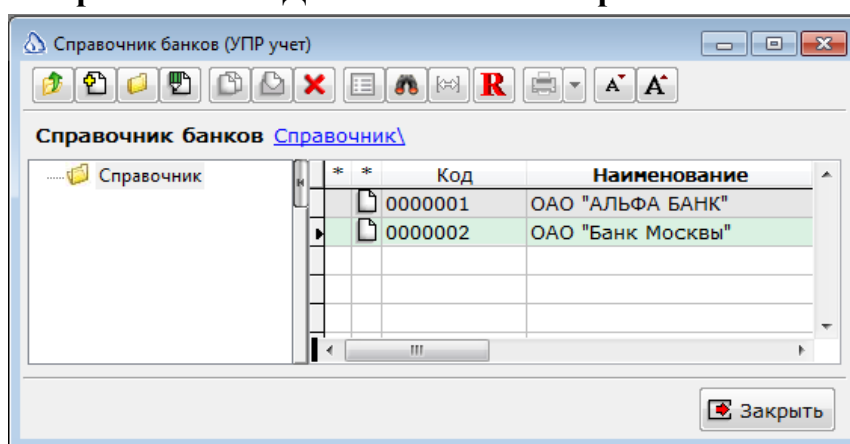 Справочник банков (УПР учет)
R A A
Справочник банков Справочник\
Справочник
* * Код Наименование
0000001 ОАО "АЛЬФА БАНК"
0000002 ОАО "Банк Москвы"
Закрыть